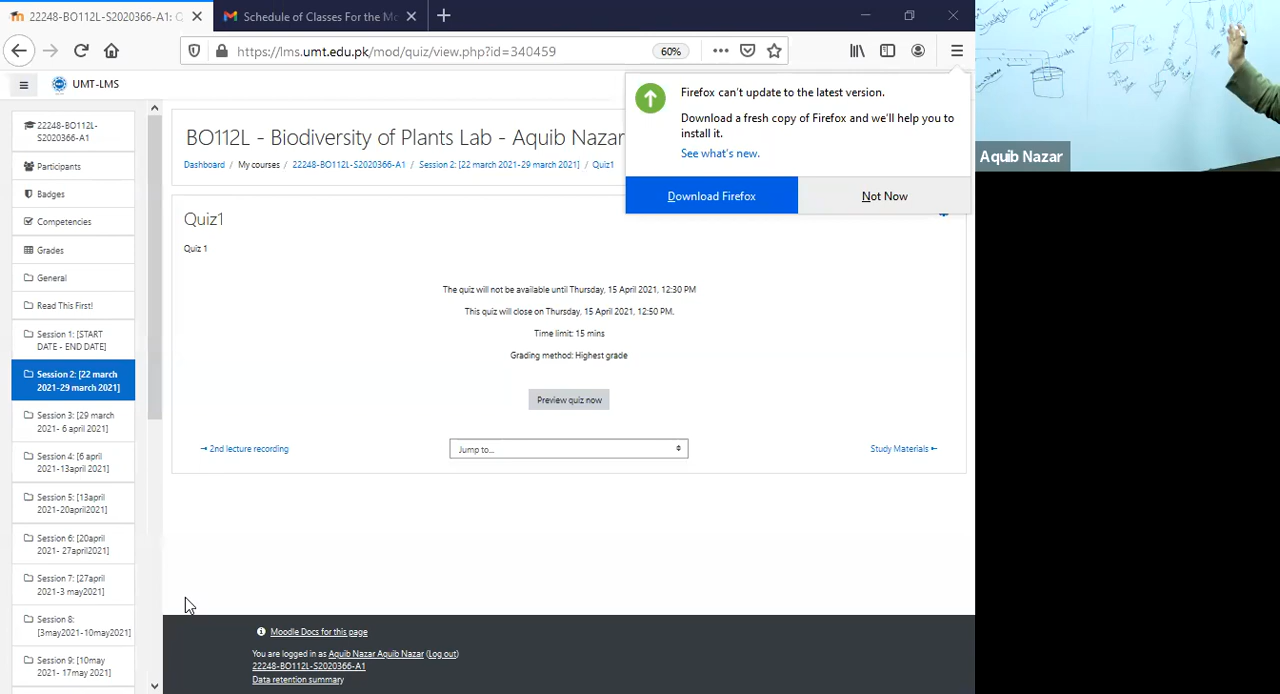 22248-BO112L-S2020366-A1: Q
Schedule of Classes For the Mo
https://lms.umt.edu.pk/mod/quiz/view.php?id=340459
60%
UMT-LMS
Firefox can't update to the latest version.
Download a fresh copy of Firefox and we'll help you to
install it.
See what's new.
Download Firefox
Not Now
Aquib Nazar
22248-BO112L-
S2020366-A1
Participants
Badges
Competencies
Grades
General
Read This First!
Session 1: [START
DATE - END DATE]
Session 2: [22 march
2021-29 march 2021]
Session 3: [29 march
2021- 6 april 2021]
Session 4: [6 april
2021-13april 2021]
Session 5: [13april
2021-20april2021]
Session 6: [20april
2021- 27april2021]
Session 7: [27april
2021-3 may2021]
Session 8:
[3may2021-10may2021]
Session 9: [10may
2021- 17may 2021]
BO112L - Biodiversity of Plants Lab - Aquib Nazar
Dashboard / My courses / 22248-BO112L-S2020366-A1 / Session 2: [22 march 2021-29 march 2021] / Quiz1
Quiz1
Quiz 1
The quiz will not be available until Thursday, 15 April 2021, 12:30 PM
This quiz will close on Thursday, 15 April 2021, 12:50 PM.
Time limit: 15 mins
Grading method: Highest grade
Preview quiz now
2nd lecture recording
Jump to...
Study Materials
Moodle Docs for this page
You are logged in as Aquib Nazar Aquib Nazar (Log out)
22248-BO112L-S2020366-A1
Data retention summary